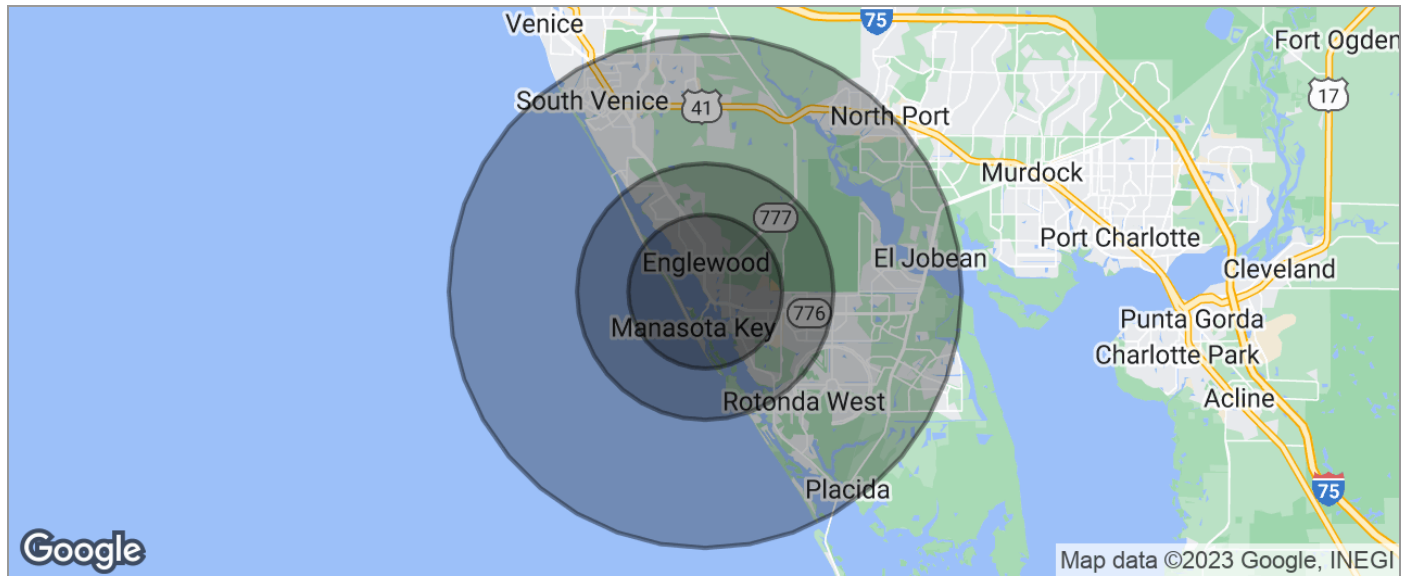 Venice
75
Fort Ogden
17
South Venice
41
North Port
Murdock
777
Port Charlotte
Englewood
El Jobean
Cleveland
776
Manasota Key
Punta Gorda
Charlotte Park
Rotonda West
Acline
Placida
75
Google
Map data ©2023 Google, INEGI